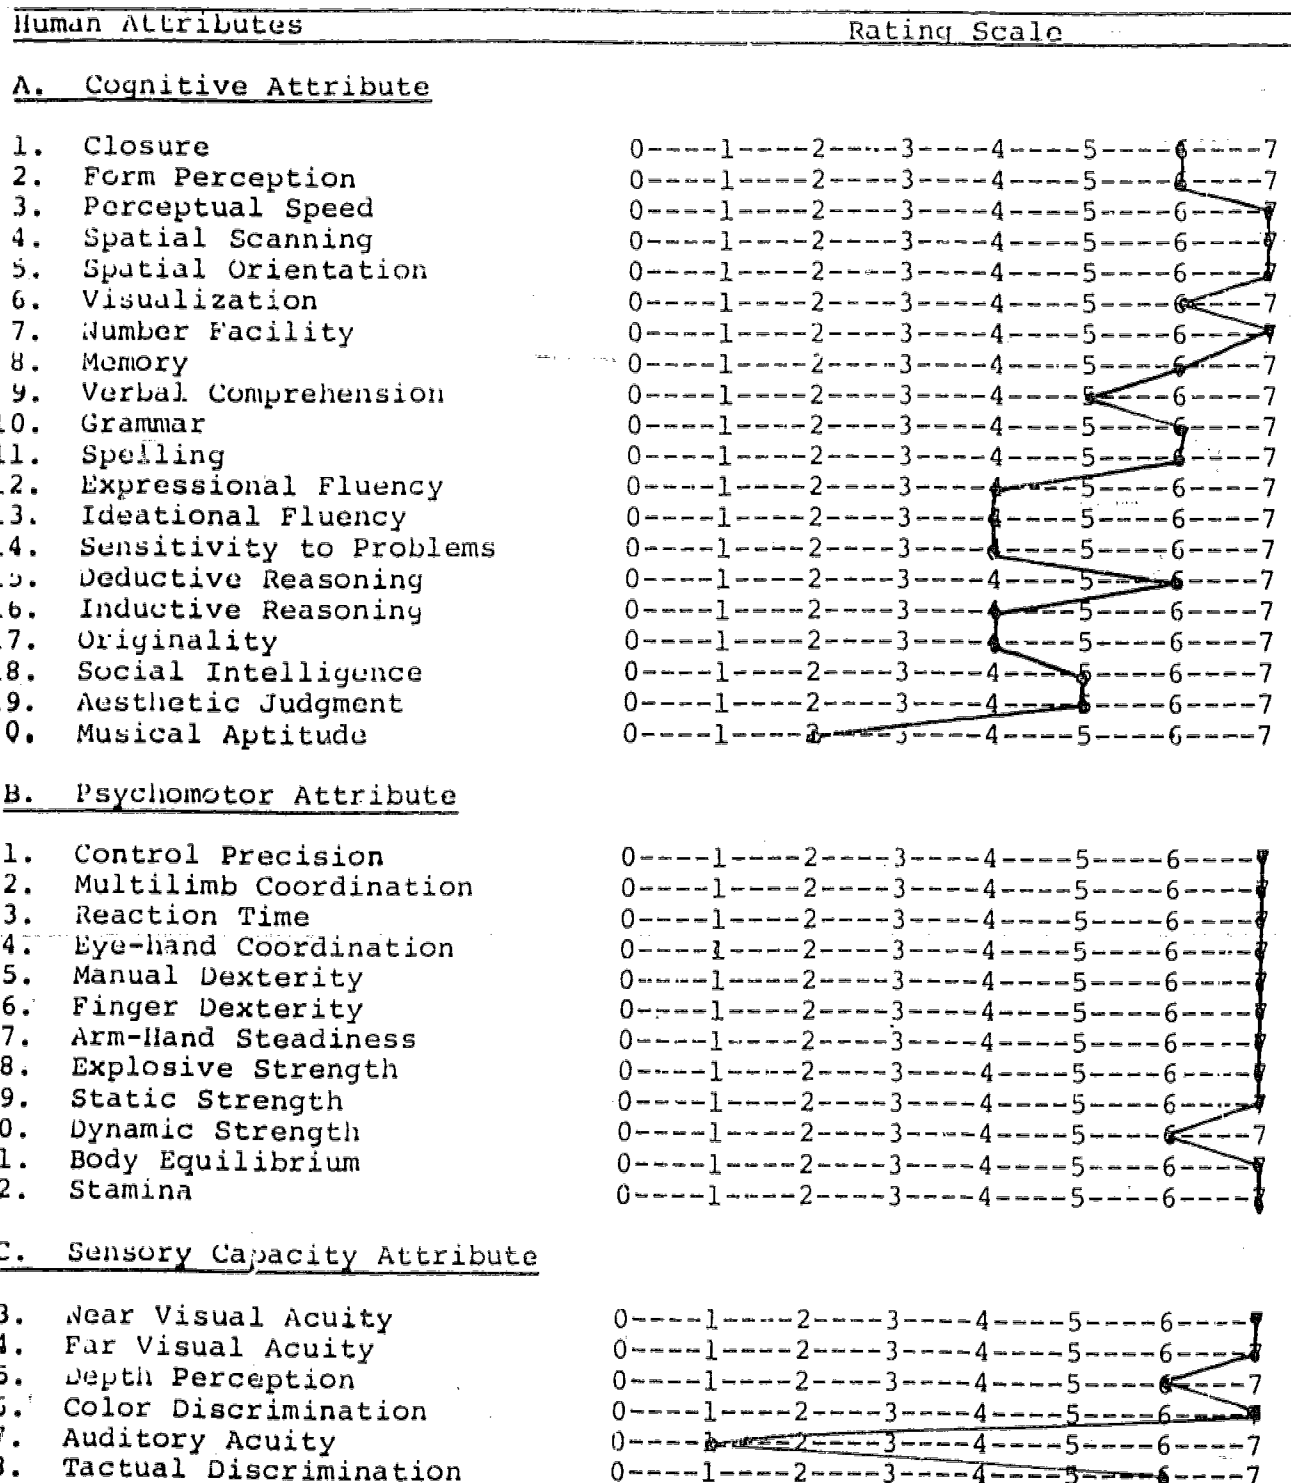 Human Attributes Rating Scale
A. Cognitive Attribute
1. Closure 0----1----2----3----4----5----6----7
2. Form Perception 0----1----2----3----4----5----6----7
3. Perceptual Speed 0----1----2----3----4----5----6----7
4. Spatial Scanning 0----1----2----3----4----5----6----7
5. Spatial Orientation 0----1----2----3----4----5----6----7
6. Visualization 0----1----2----3----4----5----6----7
7. Number Facility 0----1----2----3----4----5----6----7
8. Memory 0----1----2----3----4----5----6----7
9. Verbal Comprehension 0----1----2----3----4----5----6----7
10. Grammar 0----1----2----3----4----5----6----7
11. Spelling 0----1----2----3----4----5----6----7
2. Expressional Fluency 0----1----2----3----4----5----6----7
3. Ideational Fluency 0----1----2----3----4----5----6----7
4. Sensitivity to Problems 0----1----2----3----4----5----6----7
5. Deductive Reasoning 0----1----2----3----4----5----6----7
6. Inductive Reasoning 0----1----2----3----4----5----6----7
7. Originality 0----1----2----3----4----5----6----7
8. Social Intelligence 0----1----2----3----4----5----6----7
9. Aesthetic Judgment 0----1----2----3----4----5----6----7
0. Musical Aptitude 0----1----2----3----4----5----6----7
B. Psychomotor Attribute
1. Control Precision 0----1----2----3----4----5----6----7
2. Multilimb Coordination 0----1----2----3----4----5----6----7
3. Reaction Time 0----1----2----3----4----5----6----7
4. Eye-hand Coordination 0----1----2----3----4----5----6----7
5. Manual Dexterity 0----1----2----3----4----5----6----7
6. Finger Dexterity 0----1----2----3----4----5----6----7
7. Arm-Hand Steadiness 0----1----2----3----4----5----6----7
8. Explosive Strength 0----1----2----3----4----5----6----7
9. Static Strength 0----1----2----3----4----5----6----7
0. Dynamic Strength 0----1----2----3----4----5----6----7
1. Body Equilibrium 0----1----2----3----4----5----6----7
2. Stamina 0----1----2----3----4----5----6----7
C. Sensory Capacity Attribute
3. Near Visual Acuity 0----1----2----3----4----5----6----7
4. Far Visual Acuity 0----1----2----3----4----5----6----7
5. Depth Perception 0----1----2----3----4----5----6----7
6. Color Discrimination 0----1----2----3----4----5----6----7
7. Auditory Acuity 0----1----2----3----4----5----6----7
8. Tactual Discrimination 0----1----2----3----4----5----6----7